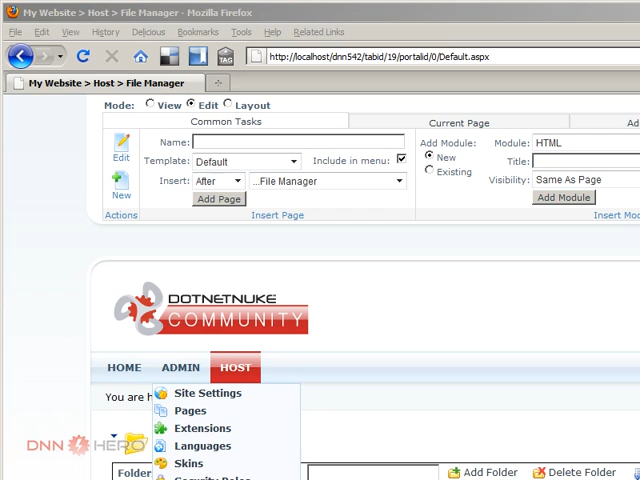 My Website > Host > File Manager - Mozilla Firefox
File Edit View History Delicious Bookmarks Tools Help Related Links
TAG http://localhost/dnn542/tabid/19/portalid/0/Default.aspx
My Website > Host > File Manager
Mode: View Edit Layout
Common Tasks Current Page Ad
Name: Add Module: Module: HTML
Edit New Title:
Template: Default Include in menu: Existing
Insert: After ...File Manager Visibility: Same As Page
New Add Page Add Module
Actions Insert Page Insert Mod
DOTNETNUKE
COMMUNITY
HOME ADMIN HOST
You are h
Site Settings
Pages
Extensions
DNN HERO Languages
Skins
Folder Add Folder Delete Folder